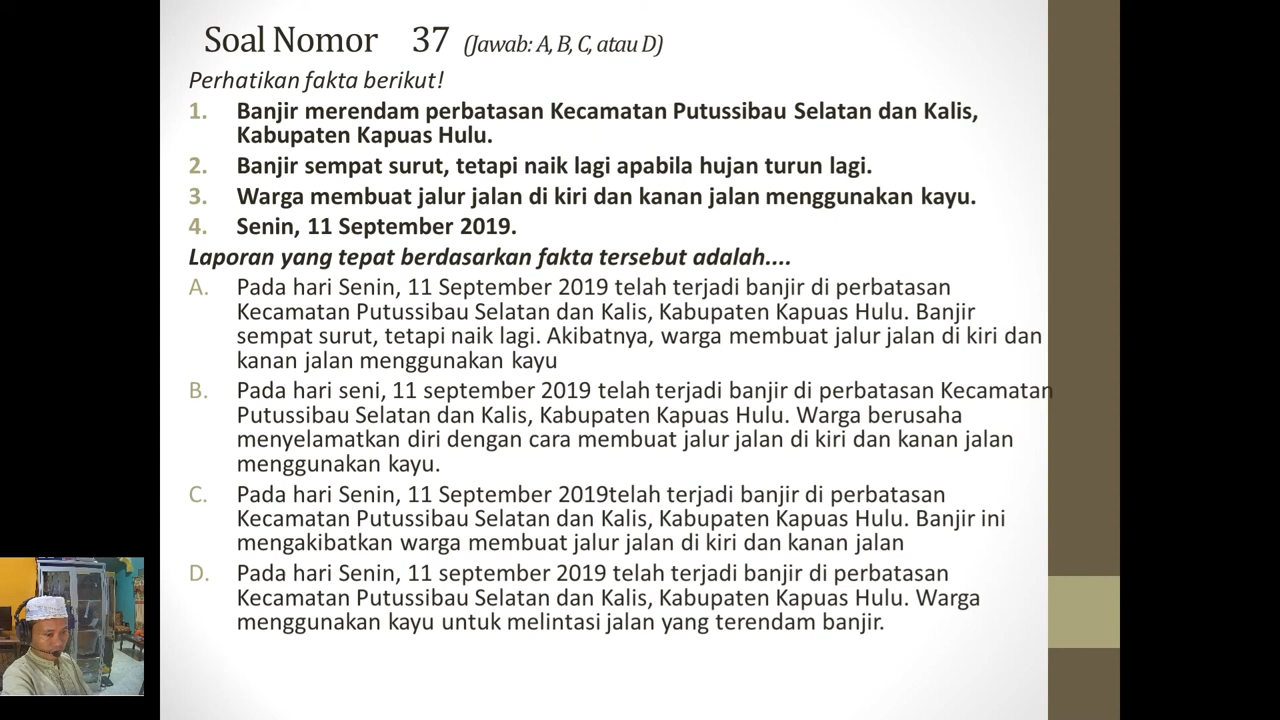 Soal Nomor 37 (Jawab: A, B, C, atau D)
Perhatikan fakta berikut!
1. Banjir merendam perbatasan Kecamatan Putussibau Selatan dan Kalis,
Kabupaten Kapuas Hulu.
2. Banjir sempat surut, tetapi naik lagi apabila hujan turun lagi.
3. Warga membuat jalur jalan di kiri dan kanan jalan menggunakan kayu.
4. Senin, 11 September 2019.
Laporan yang tepat berdasarkan fakta tersebut adalah....
A. Pada hari Senin, 11 September 2019 telah terjadi banjir di perbatasan
Kecamatan Putussibau Selatan dan Kalis, Kabupaten Kapuas Hulu. Banjir
sempat surut, tetapi naik lagi. Akibatnya, warga membuat jalur jalan di kiri dan
kanan jalan menggunakan kayu
B. Pada hari seni, 11 september 2019 telah terjadi banjir di perbatasan Kecamatan
Putussibau Selatan dan Kalis, Kabupaten Kapuas Hulu. Warga berusaha
menyelamatkan diri dengan cara membuat jalur jalan di kiri dan kanan jalan
menggunakan kayu.
C. Pada hari Senin, 11 September 2019telah terjadi banjir di perbatasan
Kecamatan Putussibau Selatan dan Kalis, Kabupaten Kapuas Hulu. Banjir ini
mengakibatkan warga membuat jalur jalan di kiri dan kanan jalan
D. Pada hari Senin, 11 september 2019 telah terjadi banjir di perbatasan
Kecamatan Putussibau Selatan dan Kalis, Kabupaten Kapuas Hulu. Warga
menggunakan kayu untuk melintasi jalan yang terendam banjir.